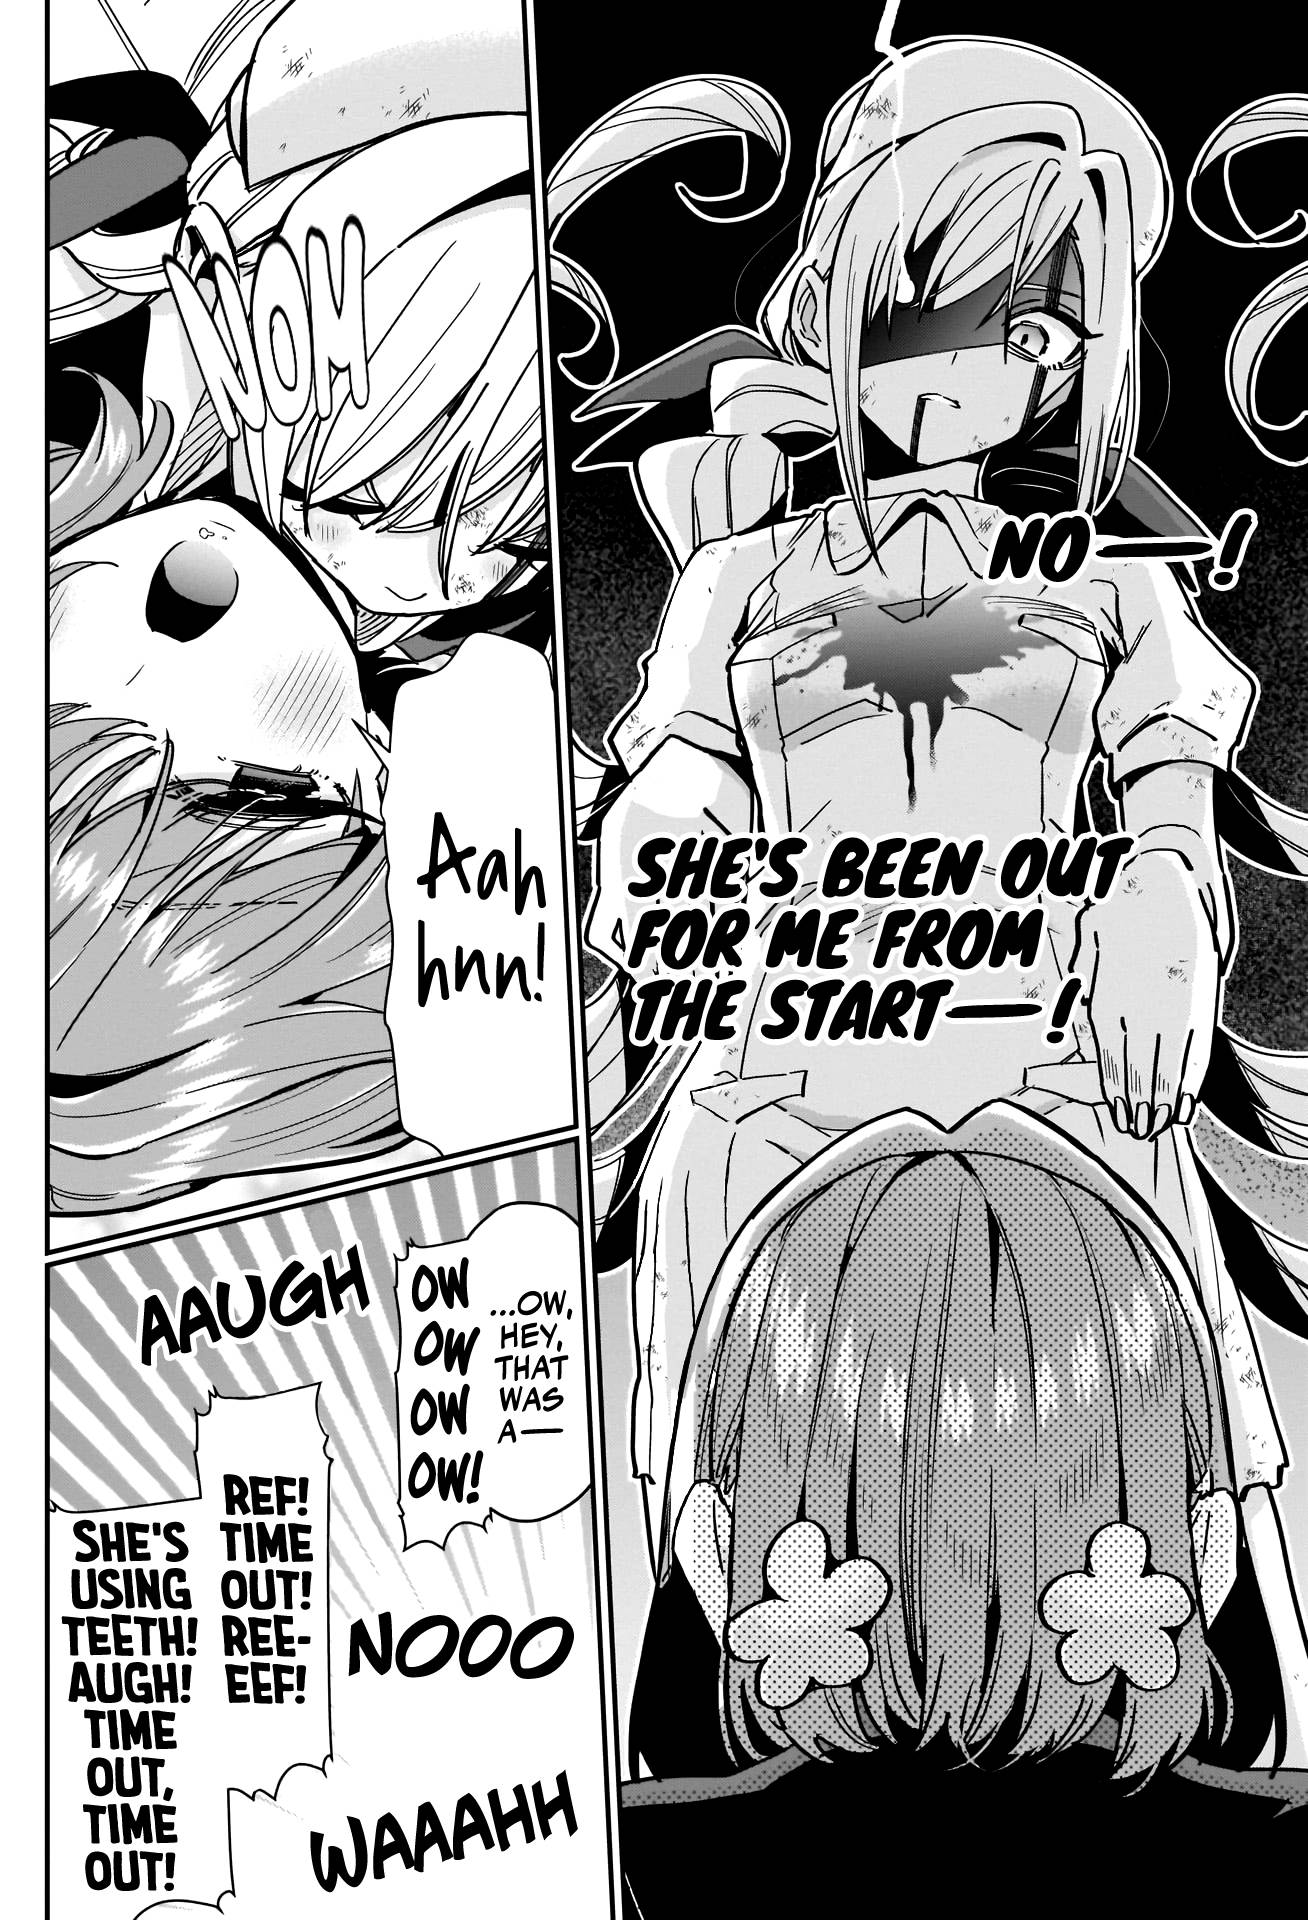 NO—!
SHE'S BEEN OUT
FOR ME FROM
THE START—!
NOM
Aah
hnn!
...OW,
HEY,
THAT
WAS
A—
OW
OW
OW
OW!
AAUGH
REF!
TIME
OUT!
REE-
EEF!
SHE'S
USING
TEETH!
AUGH!
TIME
OUT,
TIME
OUT!
NOOO
WAAAHH